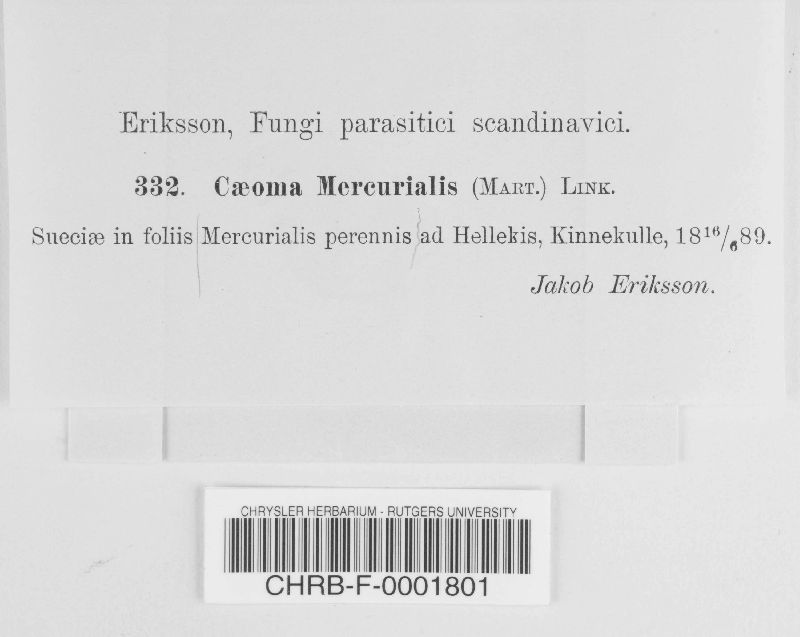 Eriksson, Fungi parasitici scandinavici.
332. Cæoma Mercurialis (Mart.) Link.
Sueciæ in foliis Mercurialis perennis ad Hellekis, Kinnekulle, 18¹⁶/₆89.
Jakob Eriksson.
CHRYSLER HERBARIUM - RUTGERS UNIVERSITY
CHRB-F-0001801